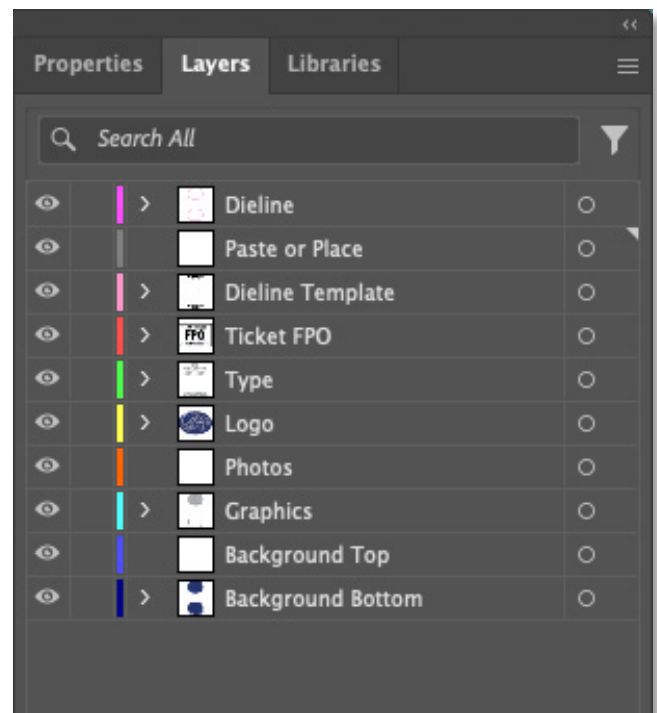 Properties Layers Libraries
Search All
Dieline
Paste or Place
Dieline Template
FPO Ticket FPO
Type
Logo
Photos
Graphics
Background Top
Background Bottom